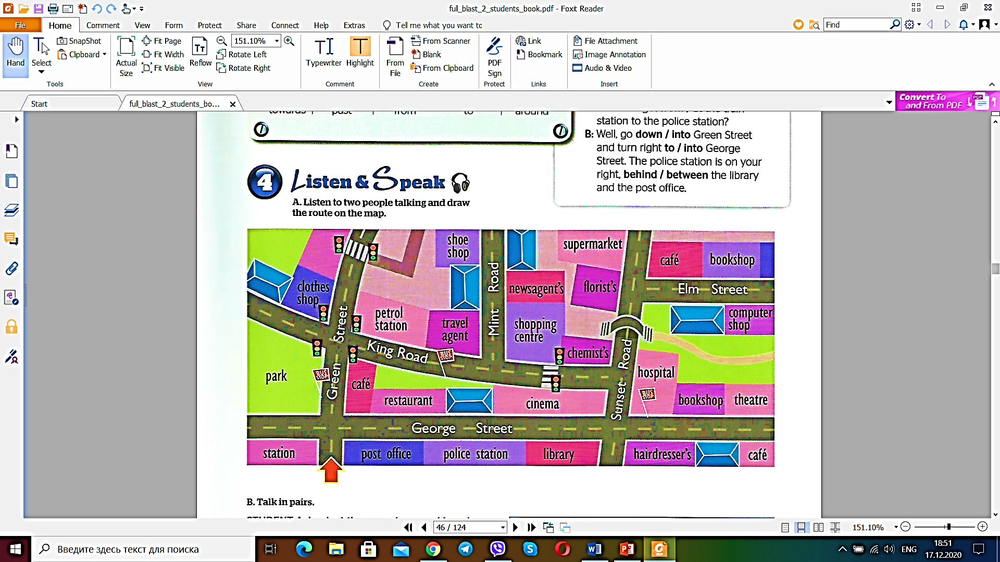 full_blast_2_students_book.pdf - Foxit Reader
File Home Comment View Form Protect Share Connect Help Extras Tell me what you want to Find
Hand
Select
SnapShot
Clipboard
Tools
Actual Size
Fit Page
Fit Width
Fit Visible
Reflow
151.10%
Rotate Left
Rotate Right
View
Typewriter
Highlight
Comment
From File
From Scanner
Blank
From Clipboard
Create
PDF Sign
Protect
Link
Bookmark
Links
File Attachment
Image Annotation
Audio & Video
Insert
Start
full_blast_2_students_bo...
Convert To
and From PDF
PDF
towards past from to around
station to the police station?
B: Well, go down / into Green Street
and turn right to / into George
Street. The police station is on your
right, behind / between the library
and the post office.
4 Listen & Speak
A. Listen to two people talking and draw
the route on the map.
shoe shop
supermarket
café
bookshop
clothes shop
Mint Road
newsagent's
florist's
Elm Street
petrol station
travel agent
shopping centre
computer shop
Green Street
King Road
BUS STOP
chemist's
Sunset Road
park
BUS STOP
café
hospital
restaurant
cinema
BUS STOP
bookshop
theatre
George Street
station
post office
police station
library
hairdresser's
café
B. Talk in pairs.
46 / 124
151.10%
Введите здесь текст для поиска
ENG
18:51
17.12.2020